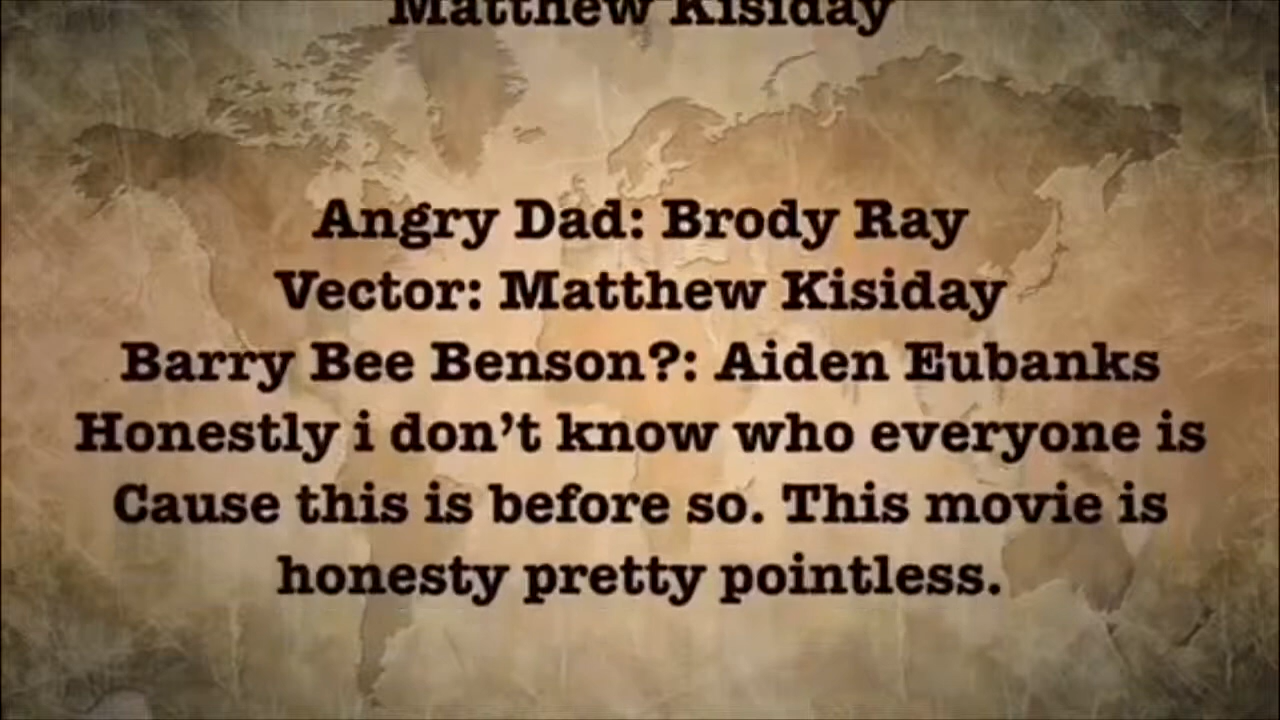 Matthew Kisiday
Angry Dad: Brody Ray
Vector: Matthew Kisiday
Barry Bee Benson?: Aiden Eubanks
Honestly i don't know who everyone is
Cause this is before so. This movie is
honesty pretty pointless.